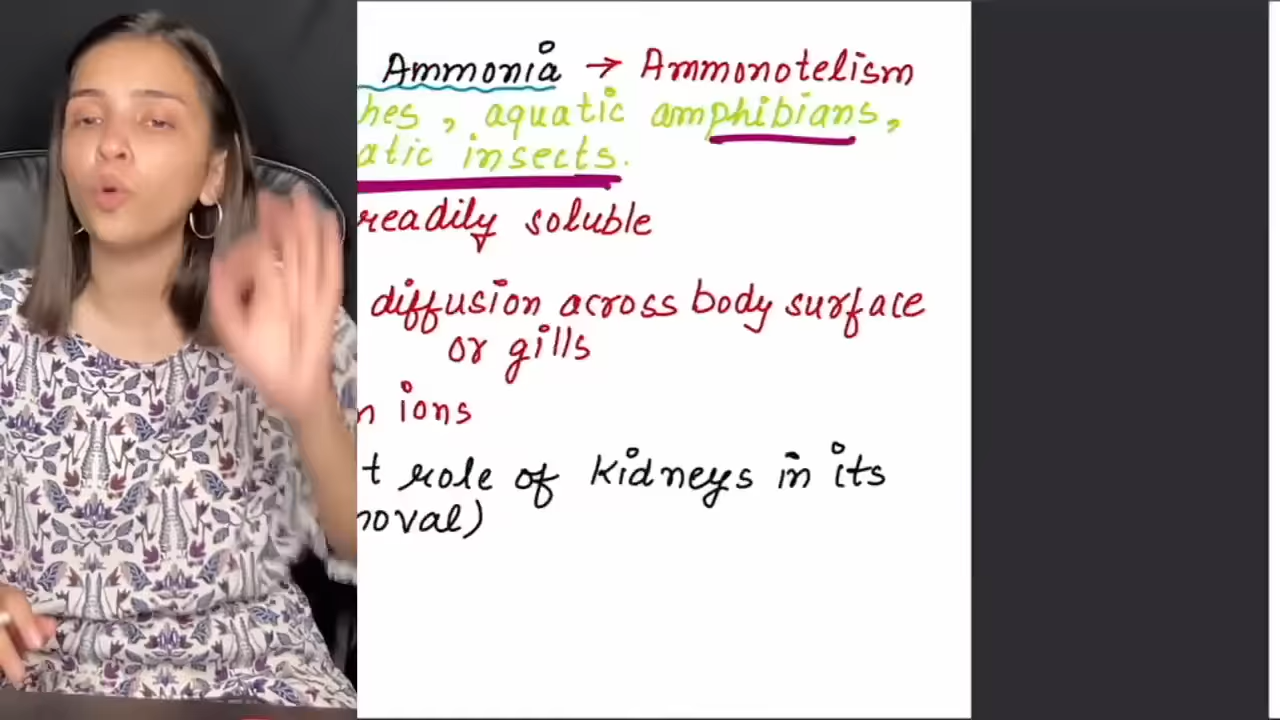 Ammonia → Ammonotelism
hes, aquatic amphibians,
atic insects.
readily soluble
diffusion across body surface
or gills
n ions
t role of kidneys in its
noval)